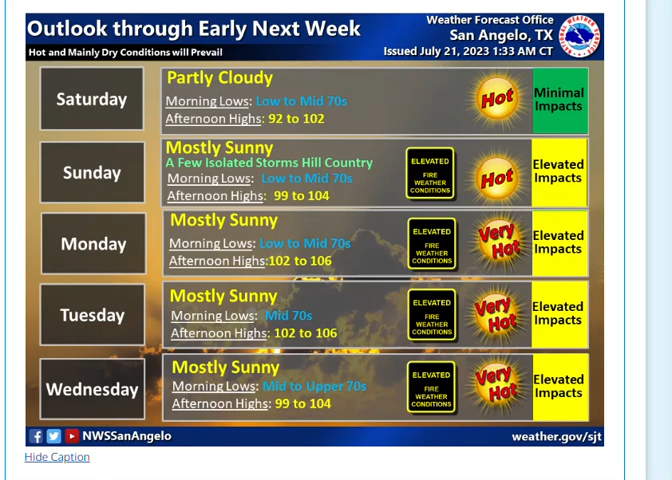 Outlook through Early Next Week
Hot and Mainly Dry Conditions will Prevail
Weather Forecast Office
San Angelo, TX
Issued July 21, 2023 1:33 AM CT
Saturday
Partly Cloudy
Morning Lows: Low to Mid 70s
Afternoon Highs: 92 to 102
Hot
Minimal
Impacts
Sunday
Mostly Sunny
A Few Isolated Storms Hill Country
Morning Lows: Low to Mid 70s
Afternoon Highs: 99 to 104
ELEVATED
FIRE
WEATHER
CONDITIONS
Hot
Elevated
Impacts
Monday
Mostly Sunny
Morning Lows: Low to Mid 70s
Afternoon Highs:102 to 106
ELEVATED
FIRE
WEATHER
CONDITIONS
Very
Hot
Elevated
Impacts
Tuesday
Mostly Sunny
Morning Lows: Mid 70s
Afternoon Highs: 102 to 106
ELEVATED
FIRE
WEATHER
CONDITIONS
Very
Hot
Elevated
Impacts
Wednesday
Mostly Sunny
Morning Lows: Mid to Upper 70s
Afternoon Highs: 99 to 104
ELEVATED
FIRE
WEATHER
CONDITIONS
Very
Hot
Elevated
Impacts
NWSSanAngelo
weather.gov/sjt
Hide Caption